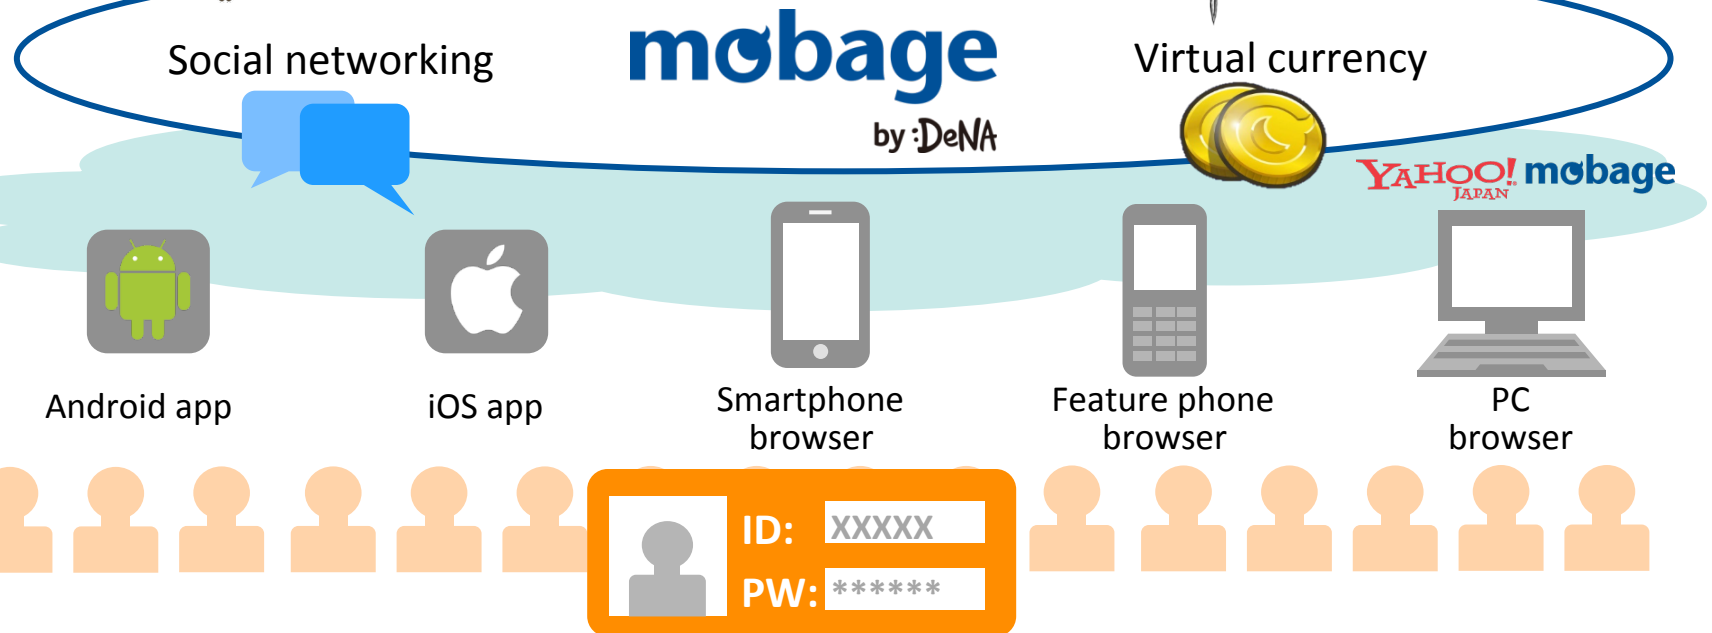 Social networking
mobage
by :DeNA
Virtual currency
YAHOO! mobage
JAPAN
Android app
iOS app
Smartphone
browser
Feature phone
browser
PC
browser
ID: XXXXX
PW: ******